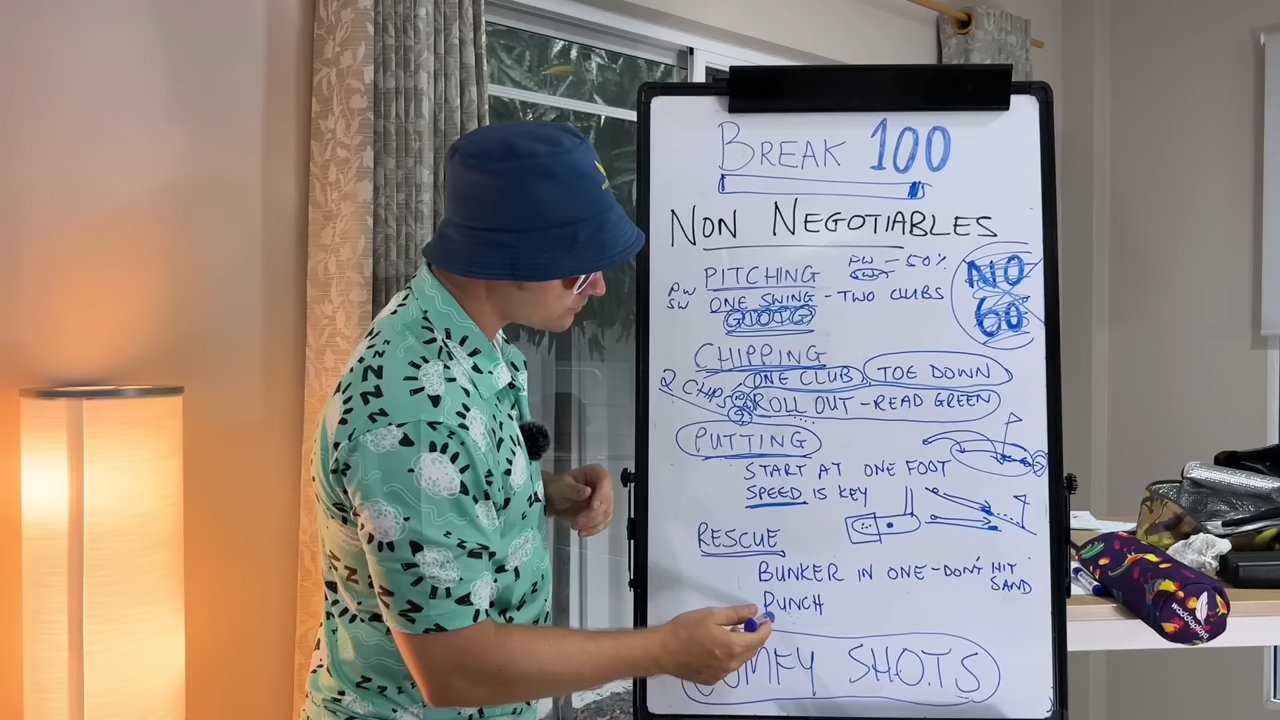 BREAK 100
NON NEGOTIABLES
PITCHING PW - 50%
PW
SW ONE SWING - TWO CLUBS
NO
60
CHIPPING
ONE CLUB TOE DOWN
2 CHIPS ROLL OUT - READ GREEN
PUTTING
START AT ONE FOOT
SPEED IS KEY
RESCUE
BUNKER IN ONE - DON'T HIT SAND
PUNCH
SHOTS
waddaplaya